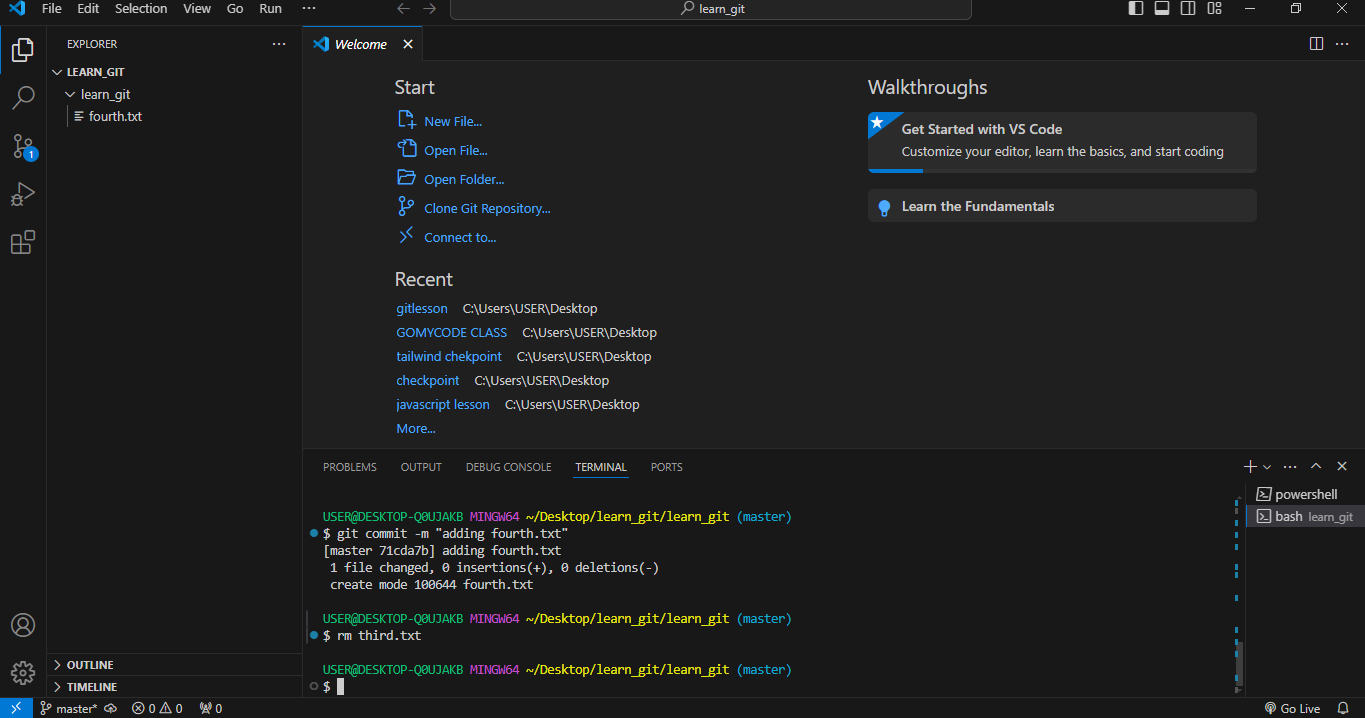 File Edit Selection View Go Run ··· learn_git
EXPLORER ···
LEARN_GIT
learn_git
fourth.txt
1
OUTLINE
TIMELINE
Welcome
Start
New File...
Open File...
Open Folder...
Clone Git Repository...
Connect to...
Recent
gitlesson C:\Users\USER\Desktop
GOMYCODE CLASS C:\Users\USER\Desktop
tailwind chekpoint C:\Users\USER\Desktop
checkpoint C:\Users\USER\Desktop
javascript lesson C:\Users\USER\Desktop
More...
Walkthroughs
Get Started with VS Code
Customize your editor, learn the basics, and start coding
Learn the Fundamentals
PROBLEMS OUTPUT DEBUG CONSOLE TERMINAL PORTS
USER@DESKTOP-Q0UJAKB MINGW64 ~/Desktop/learn_git/learn_git (master)
$ git commit -m "adding fourth.txt"
[master 71cda7b] adding fourth.txt
1 file changed, 0 insertions(+), 0 deletions(-)
create mode 100644 fourth.txt
USER@DESKTOP-Q0UJAKB MINGW64 ~/Desktop/learn_git/learn_git (master)
$ rm third.txt
USER@DESKTOP-Q0UJAKB MINGW64 ~/Desktop/learn_git/learn_git (master)
$
powershell
bash learn_git
master* 0 0 0 Go Live